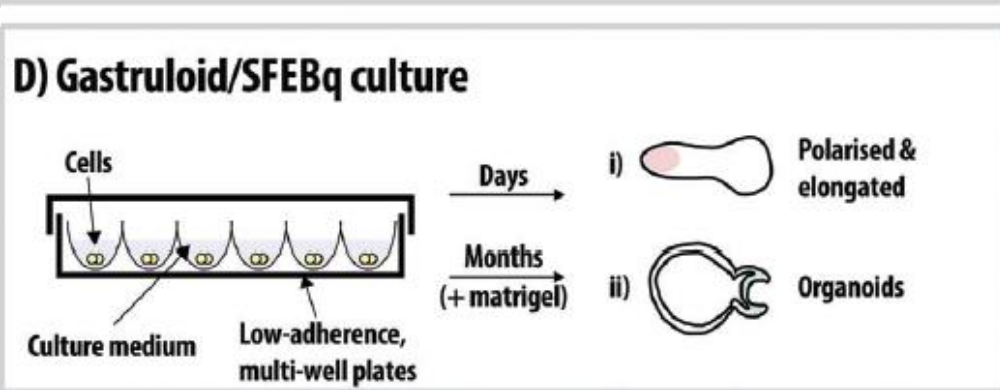 D) Gastruloid/SFEBq culture
Cells
Days
i)
Polarised &
elongated
Months
(+ matrigel)
ii)
Organoids
Culture medium
Low-adherence,
multi-well plates